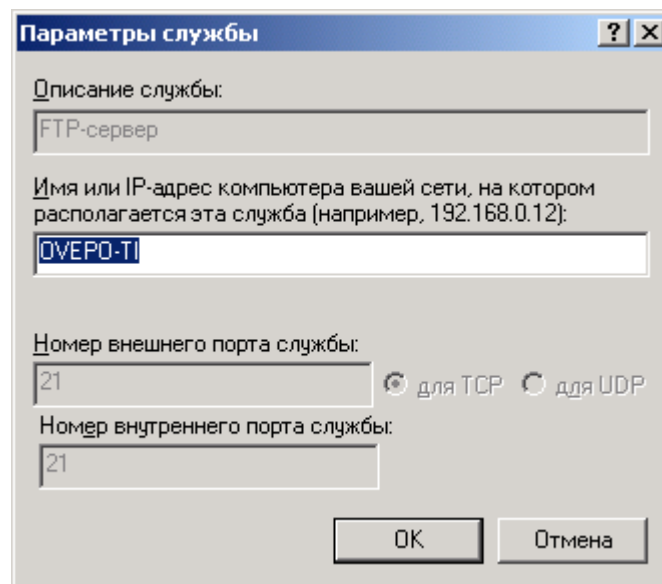 Параметры службы
Описание службы:
FTP-сервер
Имя или IP-адрес компьютера вашей сети, на котором
располагается эта служба (например, 192.168.0.12):
OVEPO-TI
Номер внешнего порта службы:
21 для TCP для UDP
Номер внутреннего порта службы:
21
OK Отмена